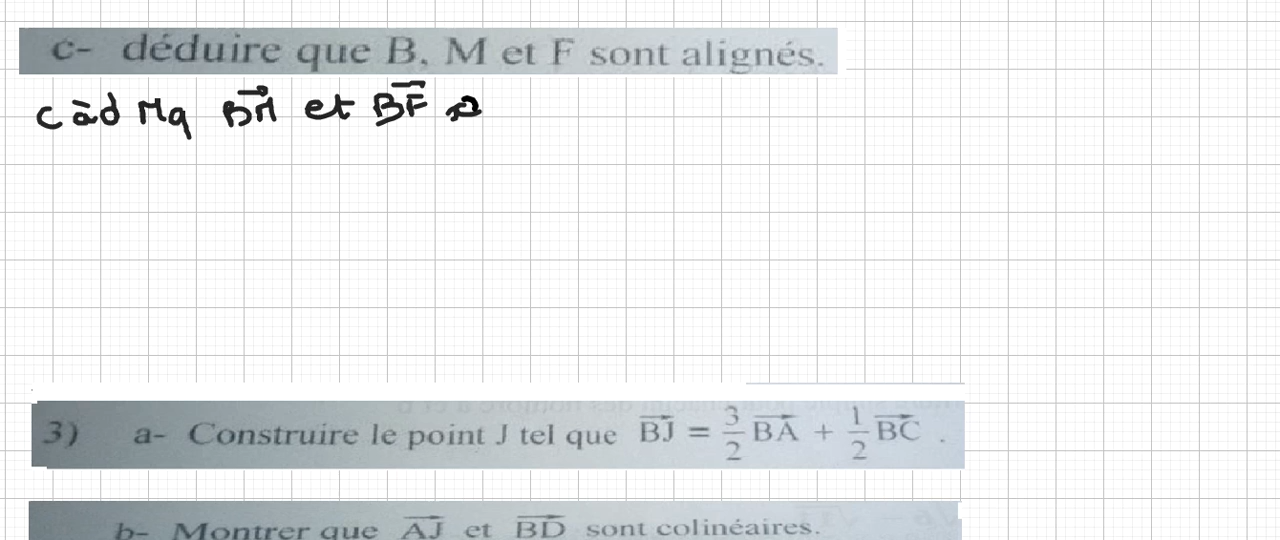 c- déduire que B, M et F sont alignés.
c àd Mq BM et BF
3) a- Construire le point J tel que BJ = 3/2 BA + 1/2 BC .
b- Montrer que AJ et BD sont colinéaires.